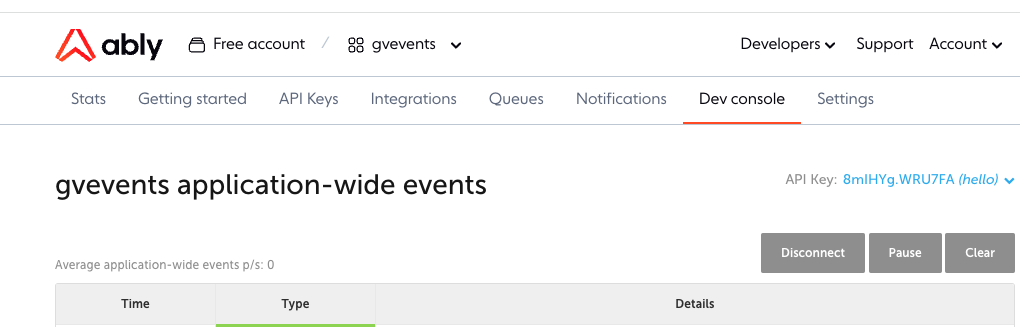 ably Free account / gvevents Developers Support Account
Stats Getting started API Keys Integrations Queues Notifications Dev console Settings
gvevents application-wide events
API Key: 8mIHYg.WRU7FA (hello)
Disconnect Pause Clear
Average application-wide events p/s: 0
Time Type Details